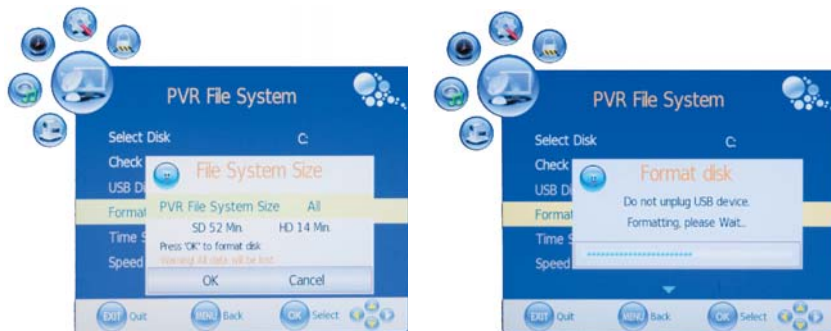 PVR File System
Select Disk C:
Check
USB Di
Format
Time S
Speed
File System Size
PVR File System Size All
SD 52 Min. HD 14 Min.
Press "OK" to format disk
Warning! All data will be lost
OK Cancel
EXIT Quit MENU Back OK Select
PVR File System
Select Disk C:
Check
USB Di
Format
Time S
Speed
Format disk
Do not unplug USB device.
Formatting, please Wait...
EXIT Quit MENU Back OK Select